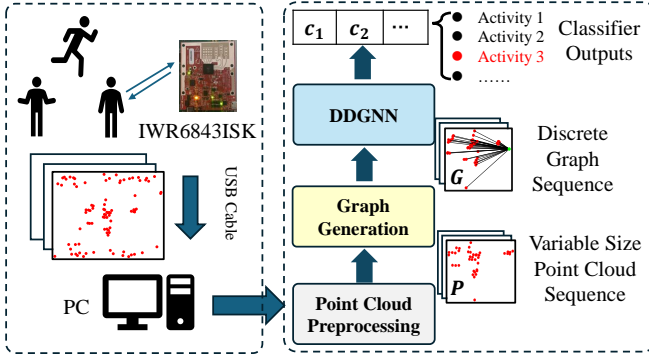 IWR6843ISK
USB Cable
PC
c₁ c₂ ...
Activity 1
Activity 2
Activity 3
......
Classifier
Outputs
DDGNN
G
Discrete
Graph
Sequence
Graph
Generation
P
Variable Size
Point Cloud
Sequence
Point Cloud
Preprocessing